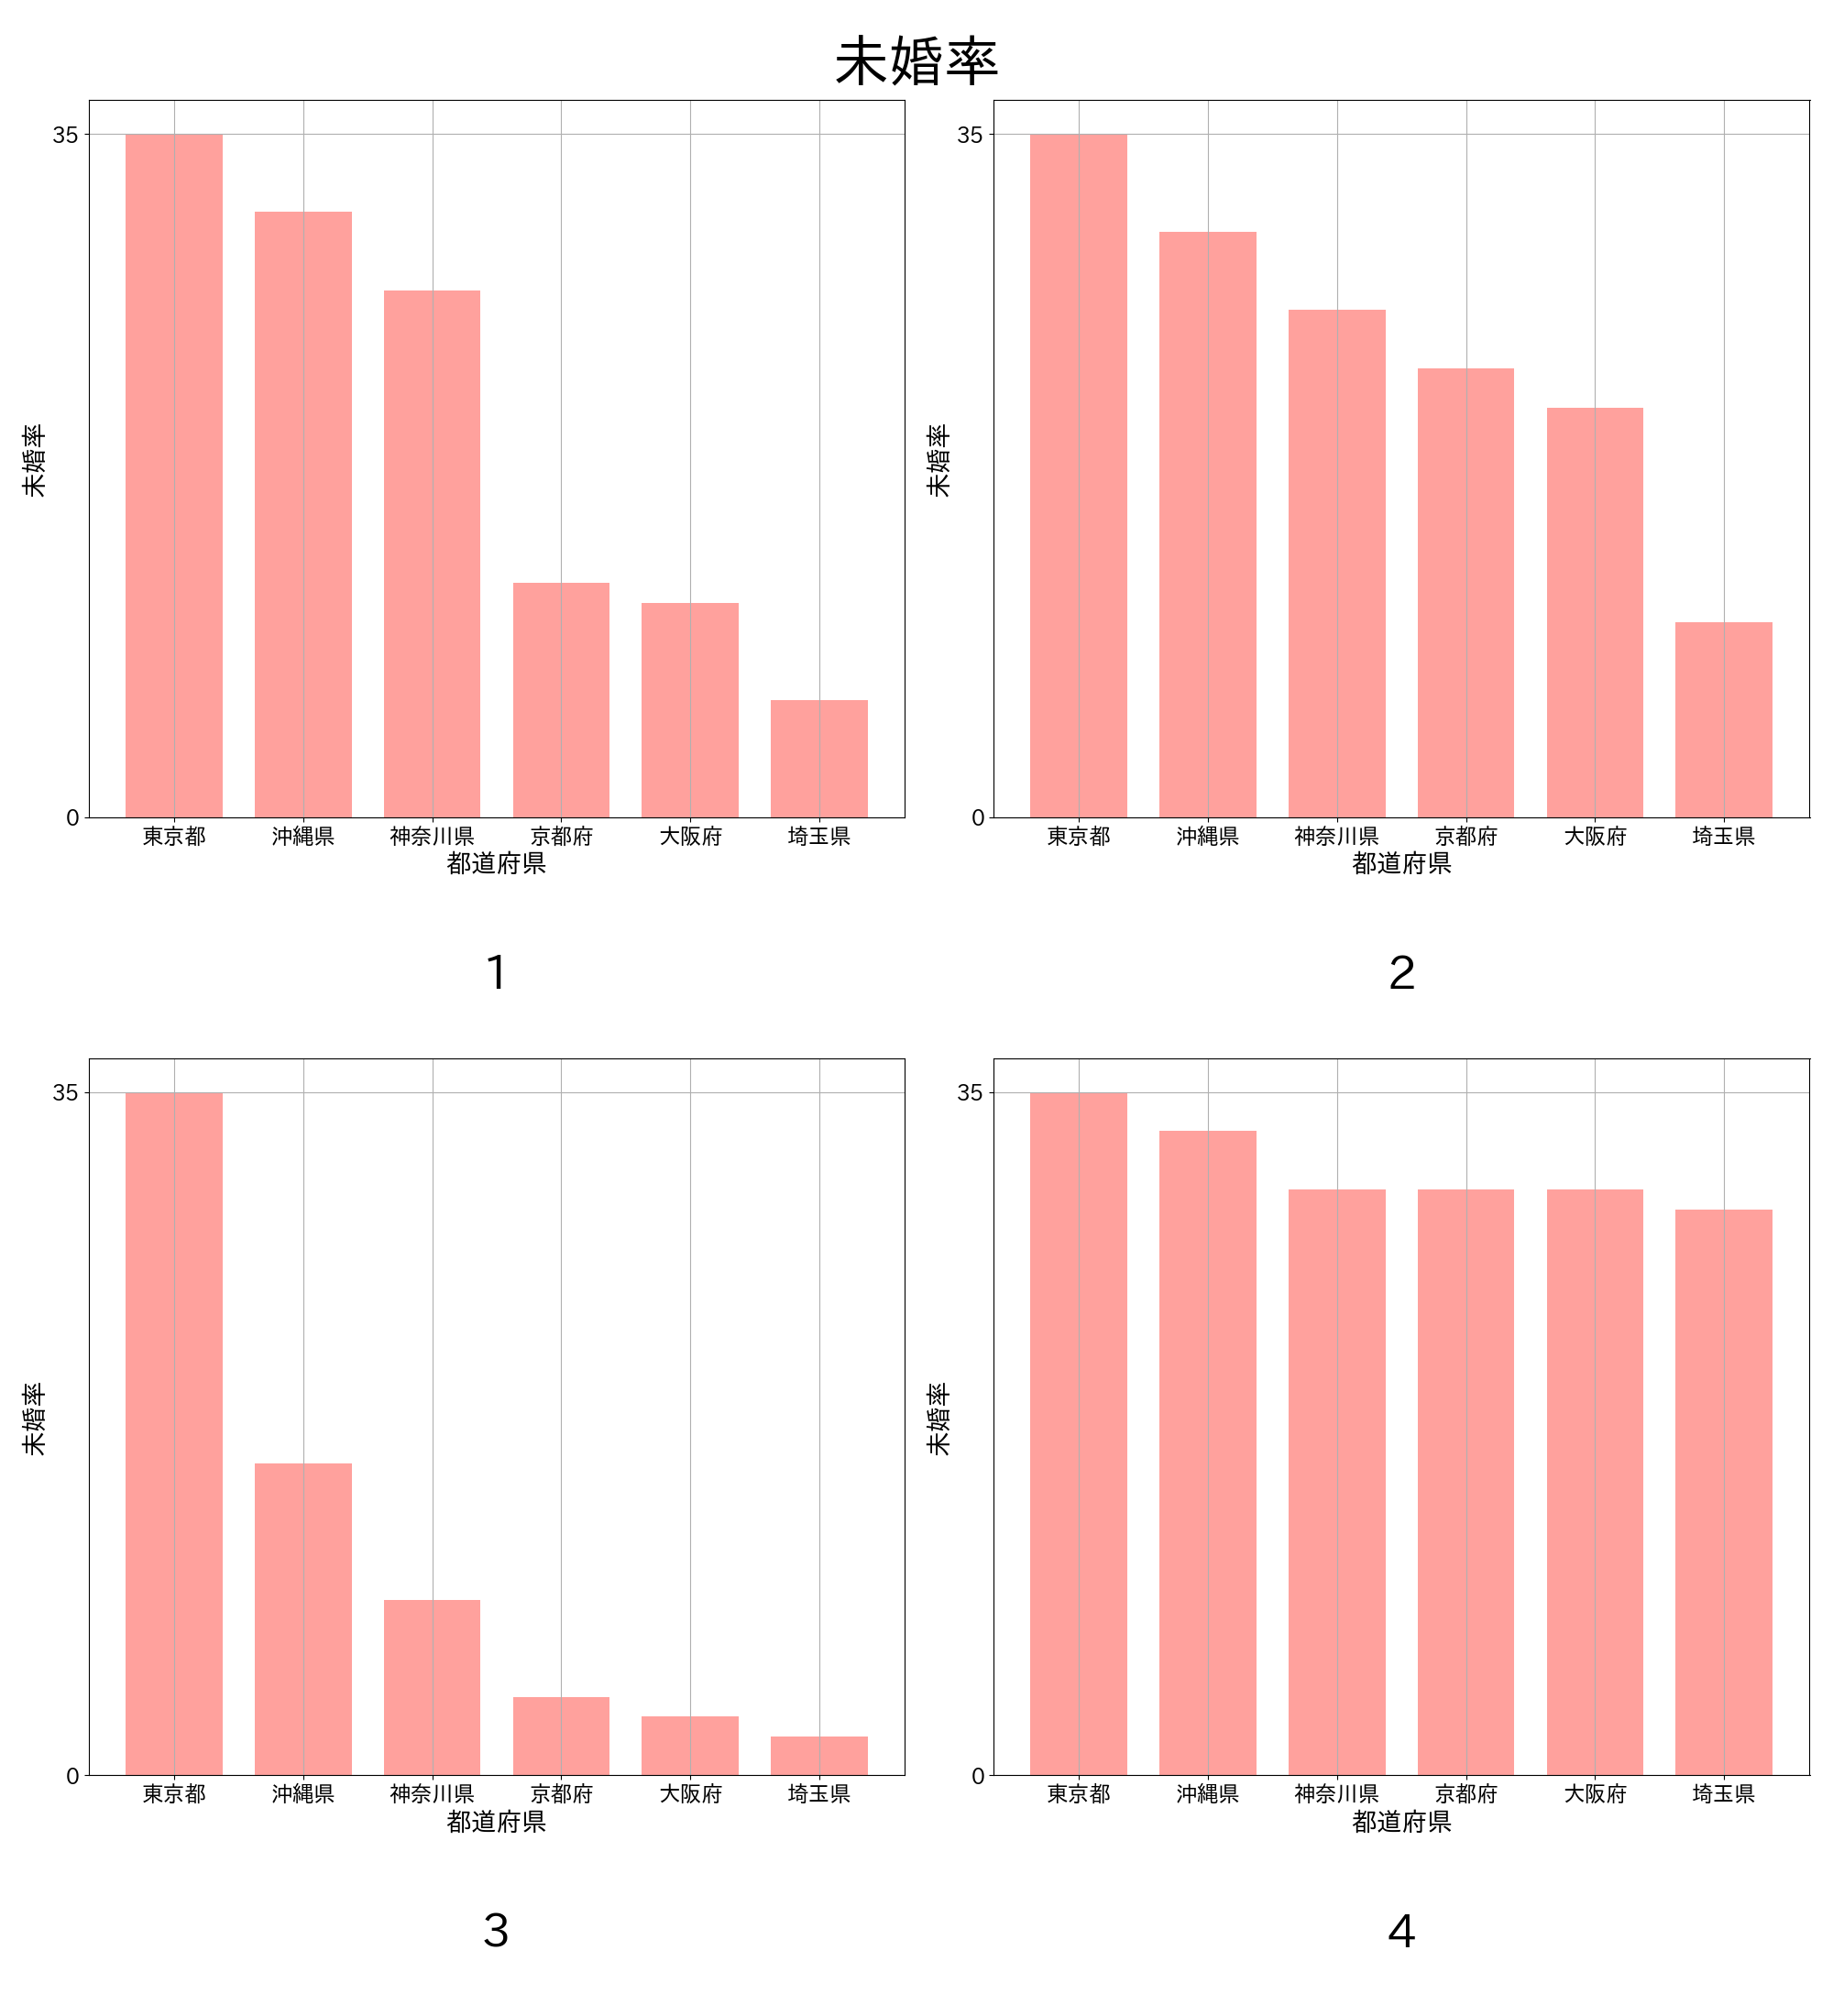 未婚率
35
0
未婚率
東京都 沖縄県 神奈川県 京都府 大阪府 埼玉県
都道府県
1
35
0
未婚率
東京都 沖縄県 神奈川県 京都府 大阪府 埼玉県
都道府県
2
35
0
未婚率
東京都 沖縄県 神奈川県 京都府 大阪府 埼玉県
都道府県
3
35
0
未婚率
東京都 沖縄県 神奈川県 京都府 大阪府 埼玉県
都道府県
4